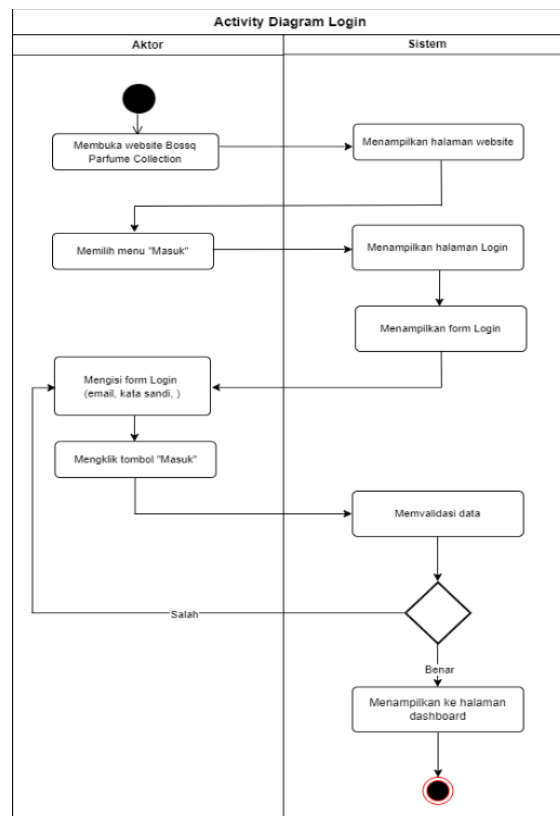 Activity Diagram Login
Aktor
Sistem
Membuka website Bossq
Parfume Collection
Menampilkan halaman website
Memilih menu "Masuk"
Menampilkan halaman Login
Menampilkan form Login
Mengisi form Login
(email, kata sandi, )
Mengklik tombol "Masuk"
Memvalidasi data
Salah
Benar
Menampilkan ke halaman
dashboard